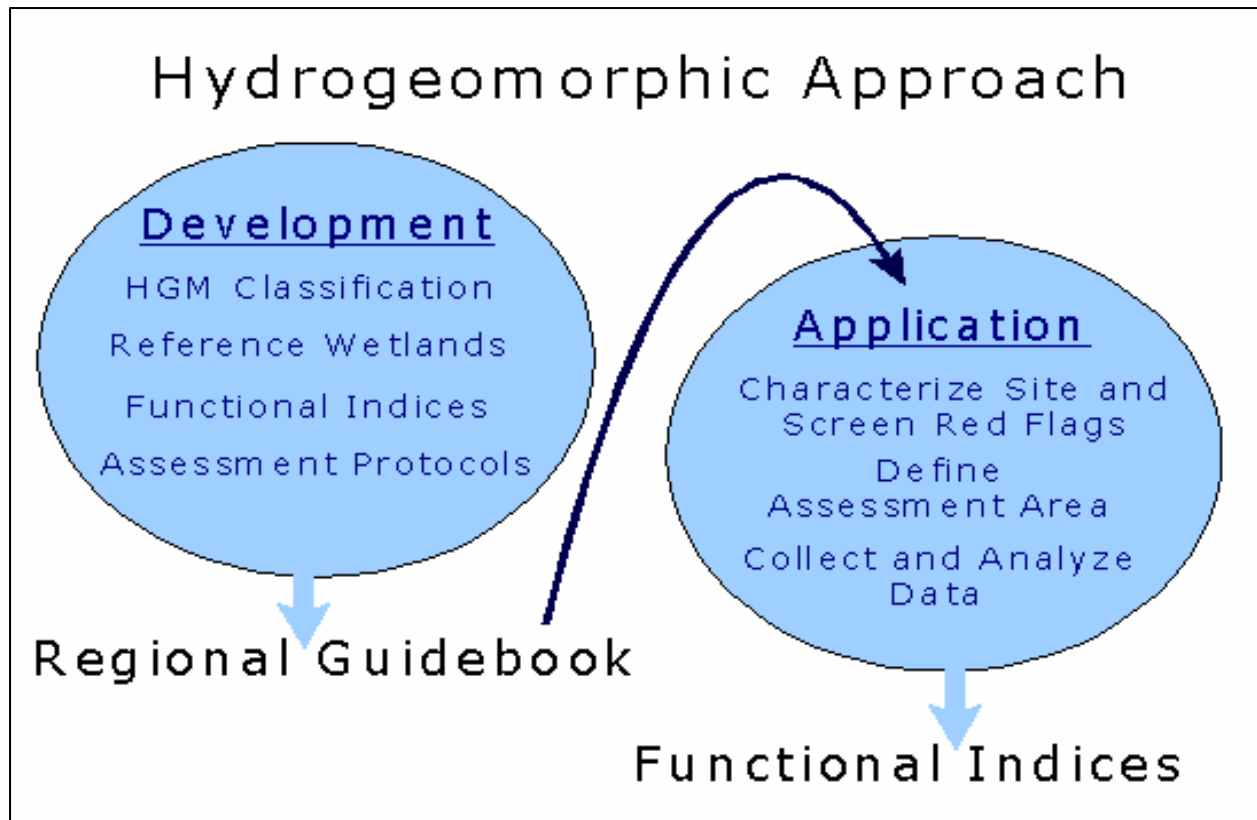 Hydrogeomorphic Approach
Development
HGM Classification
Reference Wetlands
Functional Indices
Assessment Protocols
Regional Guidebook
Application
Characterize Site and
Screen Red Flags
Define
Assessment Area
Collect and Analyze
Data
Functional Indices